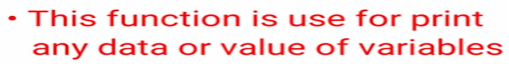 • This function is use for print
any data or value of variables